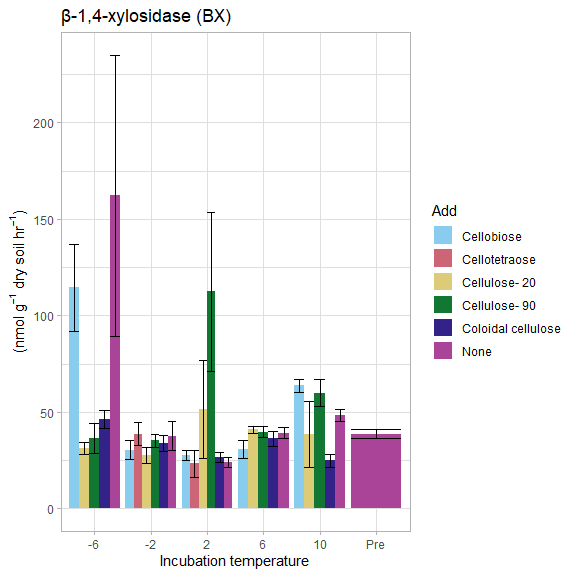 β-1,4-xylosidase (BX)
(nmol g⁻¹ dry soil hr⁻¹)
200
150
100
50
0
-6 -2 2 6 10 Pre
Incubation temperature
Add
Cellobiose
Cellotetraose
Cellulose- 20
Cellulose- 90
Coloidal cellulose
None